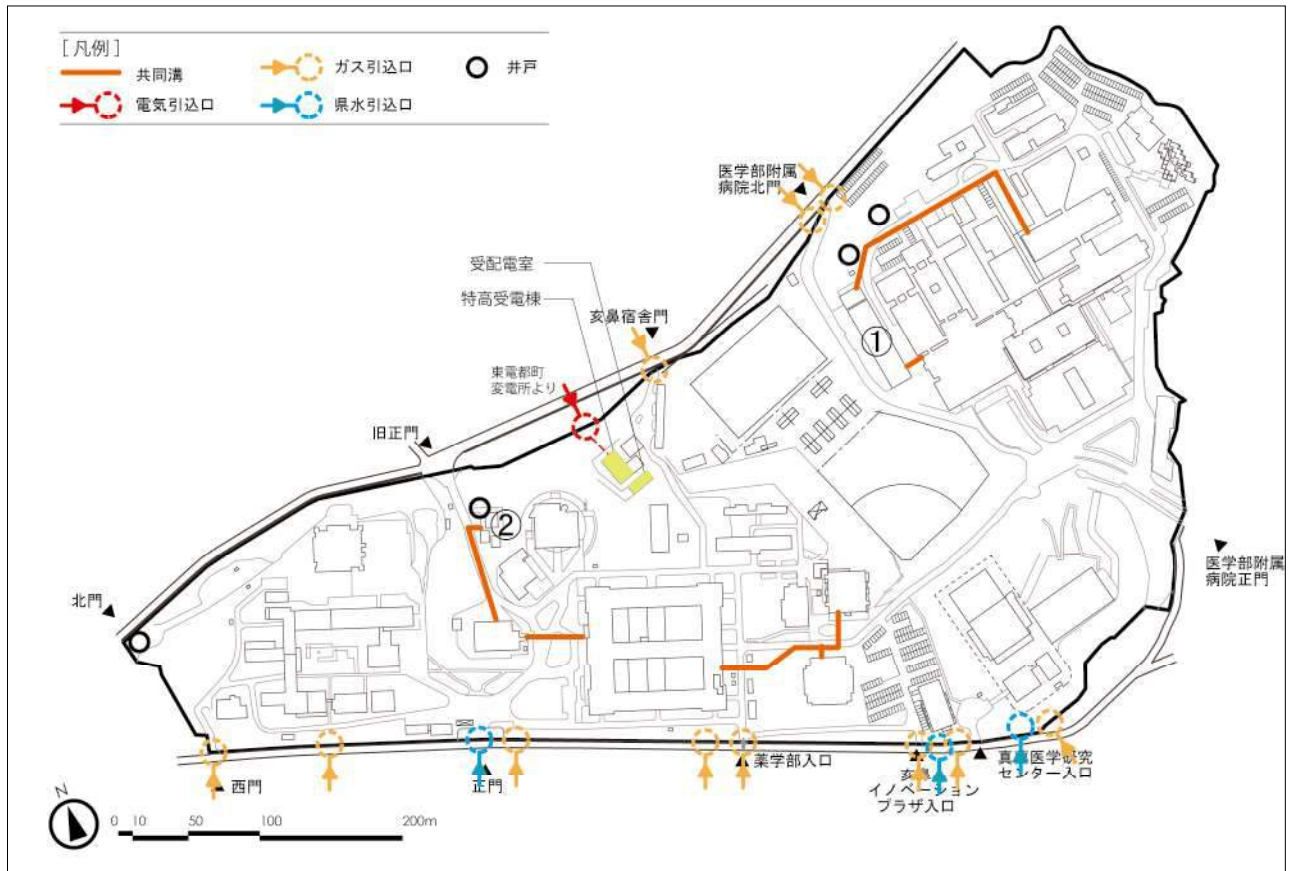 [凡例]
共同溝
ガス引込口
井戸
電気引込口
県水引込口
医学部附属
病院北門
受配電室
特高受電棟
亥鼻宿舎門
東電都町
変電所より
旧正門
①
②
北門
医学部附属
病院正門
西門
正門
薬学部入口
亥鼻
イノベーション
プラザ入口
真菌医学研究
センター入口
N
0 10 50 100 200m